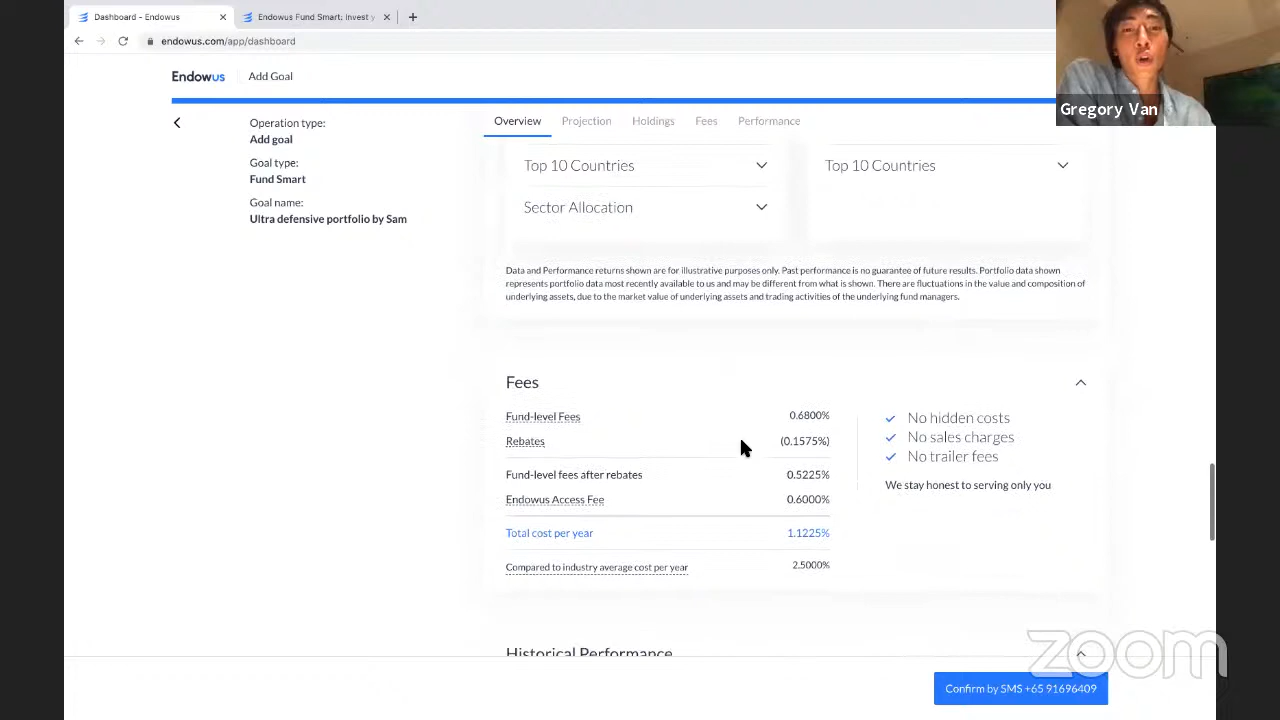 Dashboard - Endowus
Endowus Fund Smart: Invest y
endowus.com/app/dashboard
Gregory Van
Endowus
Add Goal
Operation type:
Add goal
Goal type:
Fund Smart
Goal name:
Ultra defensive portfolio by Sam
Overview
Projection
Holdings
Fees
Performance
Top 10 Countries
Top 10 Countries
Sector Allocation
Data and Performance returns shown are for illustrative purposes only. Past performance is no guarantee of future results. Portfolio data shown
represents portfolio data most recently available to us and may be different from what is shown. There are fluctuations in the value and composition of
underlying assets, due to the market value of underlying assets and trading activities of the underlying fund managers.
Fees
Fund-level Fees 0.6800%
Rebates (0.1575%)
Fund-level fees after rebates 0.5225%
Endowus Access Fee 0.6000%
Total cost per year 1.1225%
Compared to industry average cost per year 2.5000%
No hidden costs
No sales charges
No trailer fees
We stay honest to serving only you
Historical Performance
Confirm by SMS +65 91696409
zoom